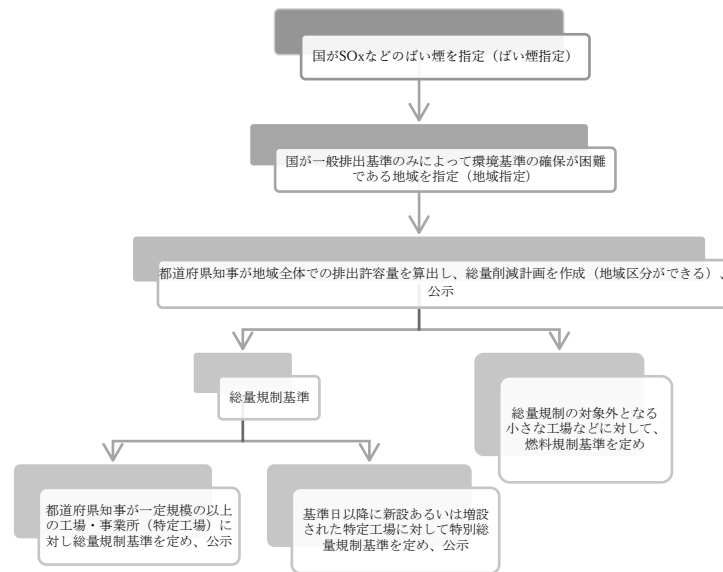 国がSOxなどのばい煙を指定（ばい煙指定）
国が一般排出基準のみによって環境基準の確保が困難
である地域を指定（地域指定）
都道府県知事が地域全体での排出許容量を算出し、総量削減計画を作成（地域区分ができる）、
公示
総量規制基準
総量規制の対象外となる
小さな工場などに対して、
燃料規制基準を定め
都道府県知事が一定規模の以上
の工場・事業所（特定工場）に
対し総量規制基準を定め、公示
基準日以降に新設あるいは増設
された特定工場に対して特別総
量規制基準を定め、公示